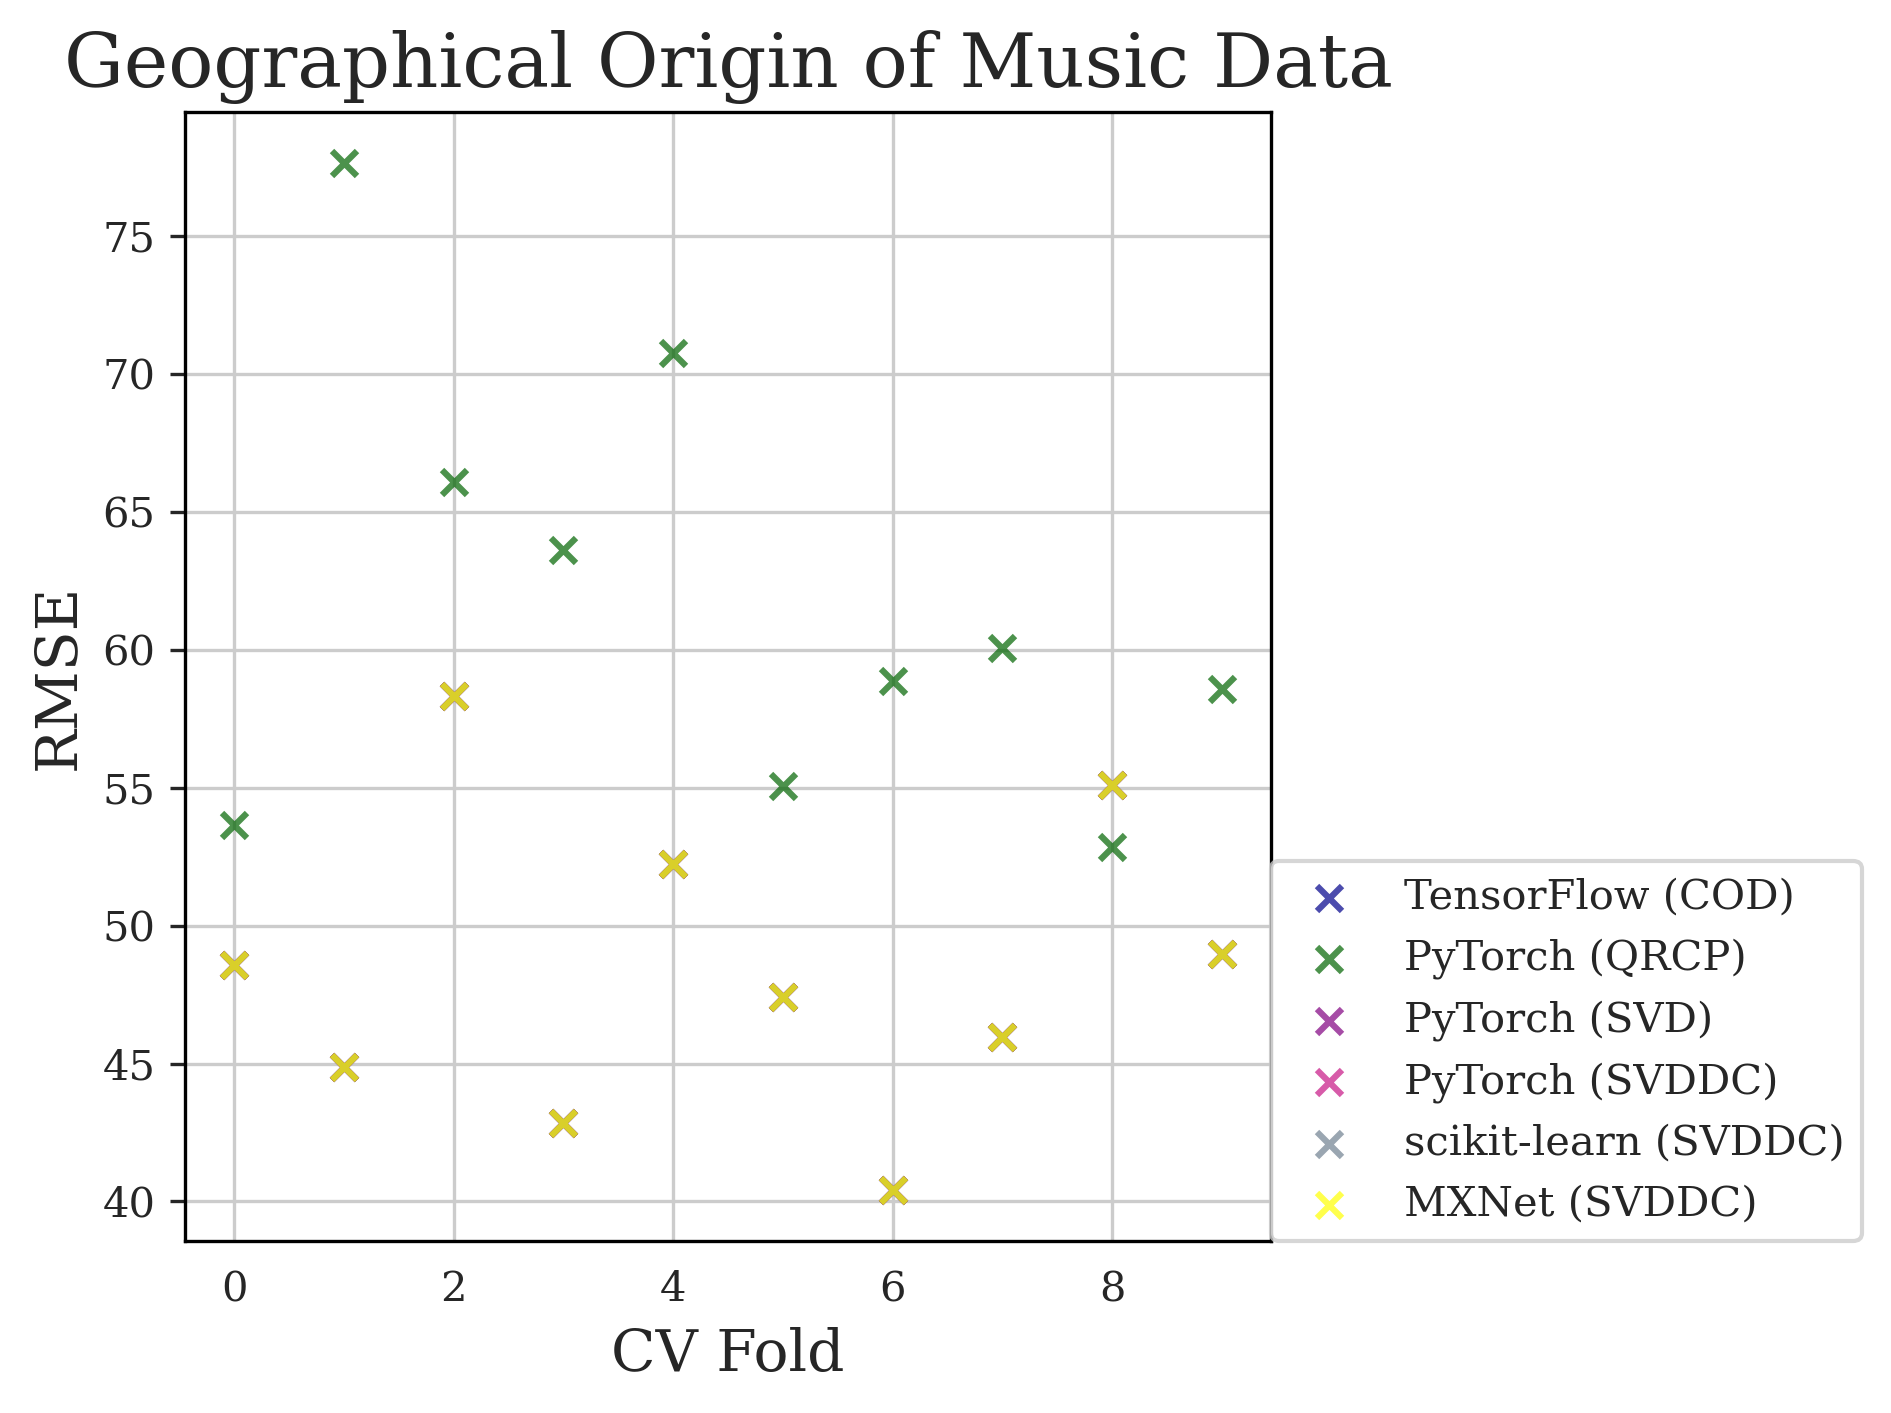 Geographical Origin of Music Data
75
70
65
60
55
50
45
40
RMSE
0 2 4 6 8
CV Fold
TensorFlow (COD)
PyTorch (QRCP)
PyTorch (SVD)
PyTorch (SVDDC)
scikit-learn (SVDDC)
MXNet (SVDDC)